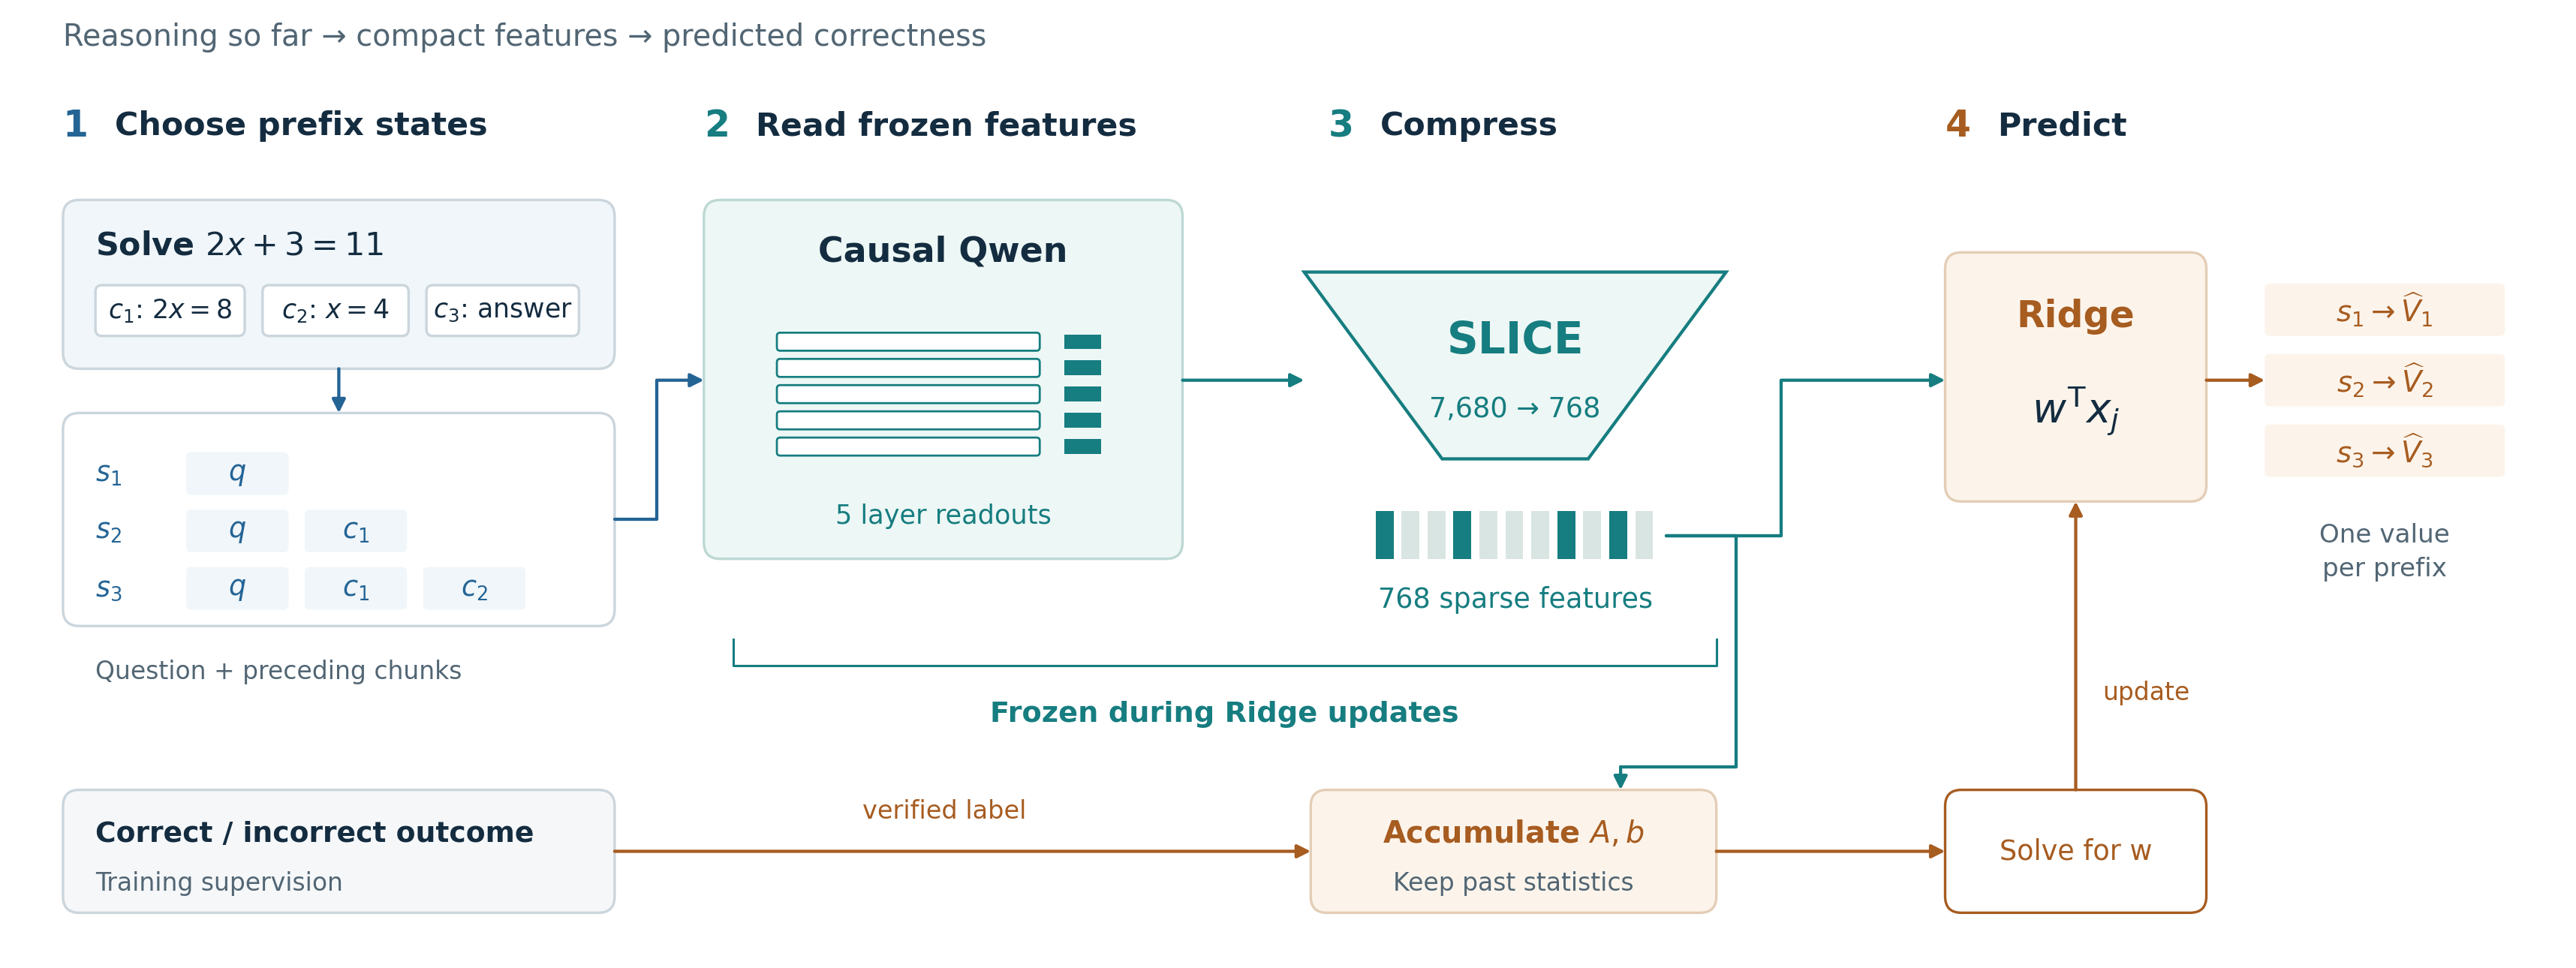 Reasoning so far → compact features → predicted correctness
1 Choose prefix states
Solve 2x + 3 = 11
c₁: 2x = 8
c₂: x = 4
c₃: answer
s₁ q
s₂ q c₁
s₃ q c₁ c₂
Question + preceding chunks
2 Read frozen features
Causal Qwen
5 layer readouts
3 Compress
SLICE
7,680 → 768
768 sparse features
Frozen during Ridge updates
4 Predict
Ridge
wᵀxⱼ
s₁ → V̂₁
s₂ → V̂₂
s₃ → V̂₃
One value
per prefix
update
Correct / incorrect outcome
Training supervision
verified label
Accumulate A, b
Keep past statistics
Solve for w